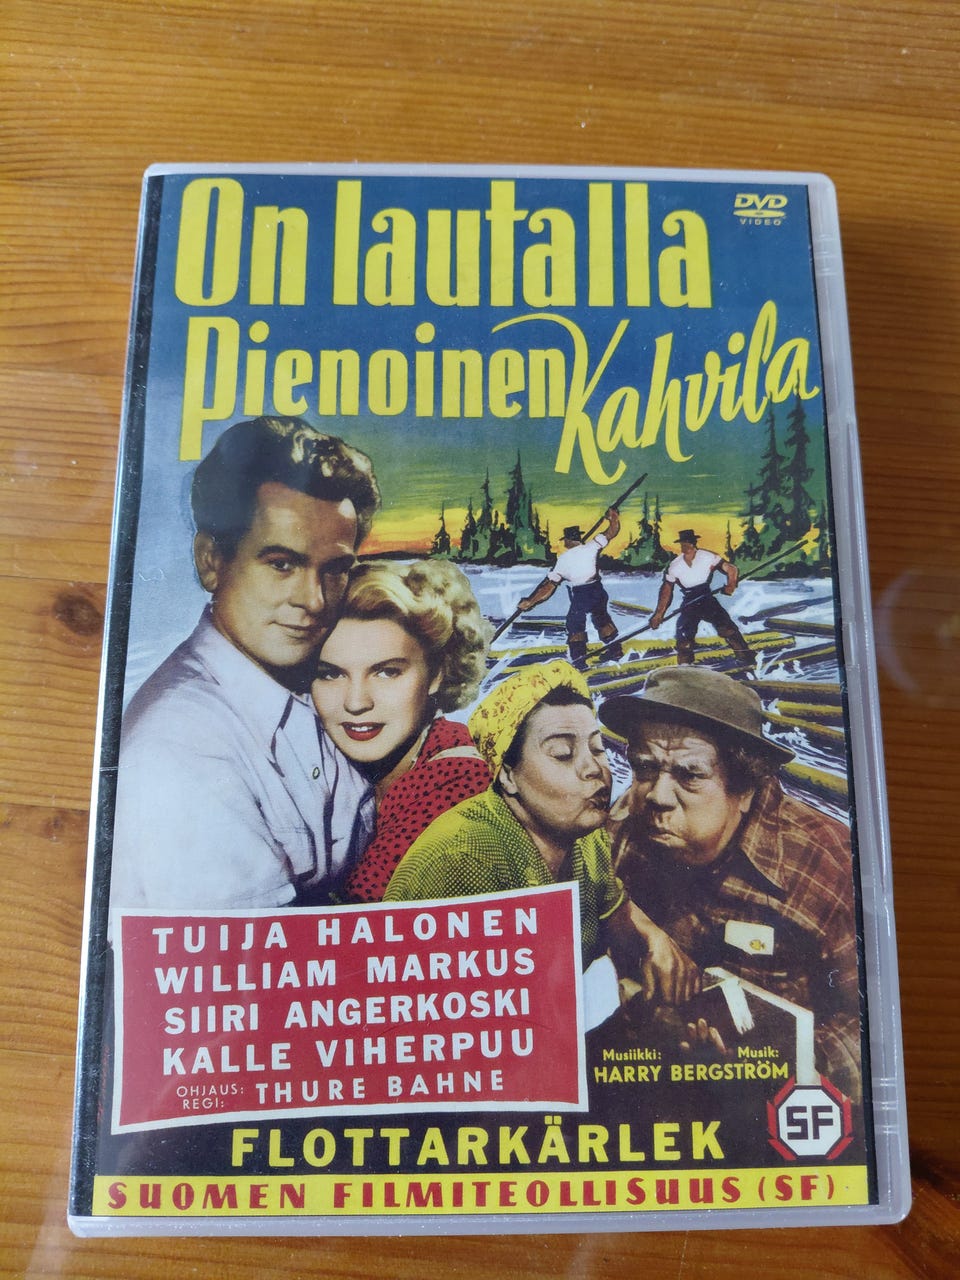 On lautalla
DVD
VIDEO
Pienoinen Kahvila
TUIJA HALONEN
WILLIAM MARKUS
SIIRI ANGERKOSKI
KALLE VIHERPUU
OHJAUS:
REGI:
THURE BAHNE
Musiikki: Musik:
HARRY BERGSTRÖM
SF
FLOTTARKÄRLEK
SUOMEN FILMITEOLLISUUS (SF)